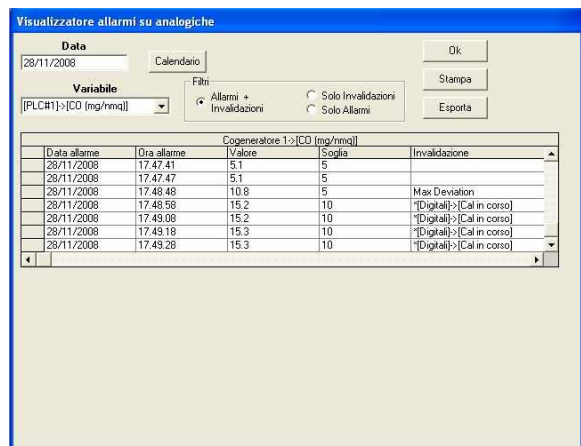 Visualizzatore allarmi su analogiche
Data
28/11/2008
Calendario
Ok
Stampa
Esporta
Variabile
[PLC#1]->[CO (mg/nmq)]
Filtri
Allarmi +
Invalidazioni
Solo Invalidazioni
Solo Allarmi
Cogeneratore 1->[CO (mg/nmq)]
Data allarme Ora allarme Valore Soglia Invalidazione
28/11/2008 17.47.41 5.1 5
28/11/2008 17.47.47 5.1 5
28/11/2008 17.48.48 10.8 5 Max Deviation
28/11/2008 17.48.58 15.2 10 *[Digitali]->[Cal in corso]
28/11/2008 17.49.08 15.2 10 *[Digitali]->[Cal in corso]
28/11/2008 17.49.18 15.3 10 *[Digitali]->[Cal in corso]
28/11/2008 17.49.28 15.3 10 *[Digitali]->[Cal in corso]